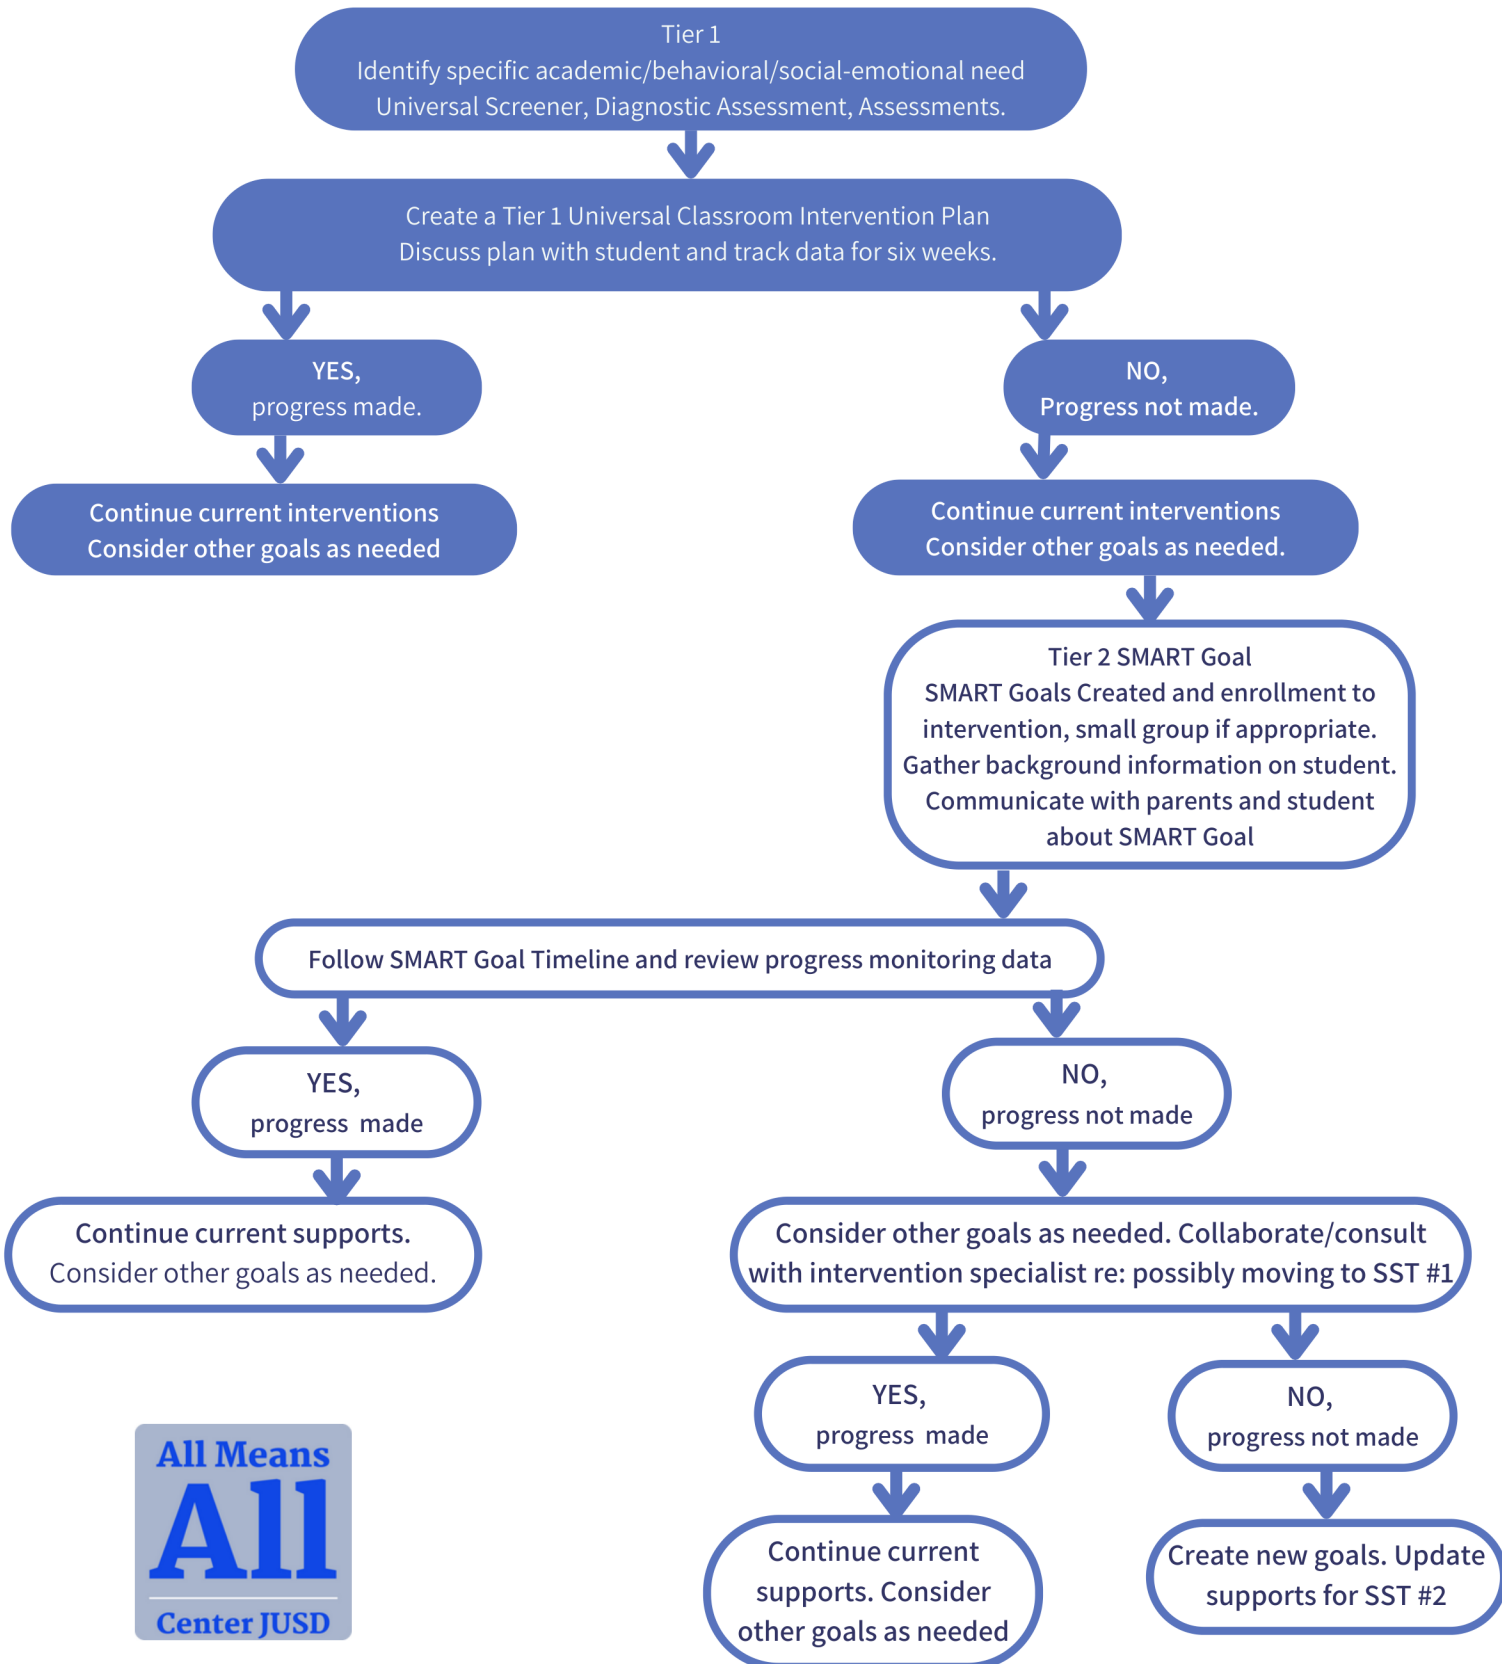 Tier 1
Identify specific academic/behavioral/social-emotional need
Universal Screener, Diagnostic Assessment, Assessments.
Create a Tier 1 Universal Classroom Intervention Plan
Discuss plan with student and track data for six weeks.
YES,
progress made.
NO,
Progress not made.
Continue current interventions
Consider other goals as needed
Continue current interventions
Consider other goals as needed.
Tier 2 SMART Goal
SMART Goals Created and enrollment to
intervention, small group if appropriate.
Gather background information on student.
Communicate with parents and student
about SMART Goal
Follow SMART Goal Timeline and review progress monitoring data
YES,
progress made
NO,
progress not made
Continue current supports.
Consider other goals as needed.
Consider other goals as needed. Collaborate/consult
with intervention specialist re: possibly moving to SST #1
YES,
progress made
NO,
progress not made
Continue current
supports. Consider
other goals as needed
Create new goals. Update
supports for SST #2
All Means
All
Center JUSD